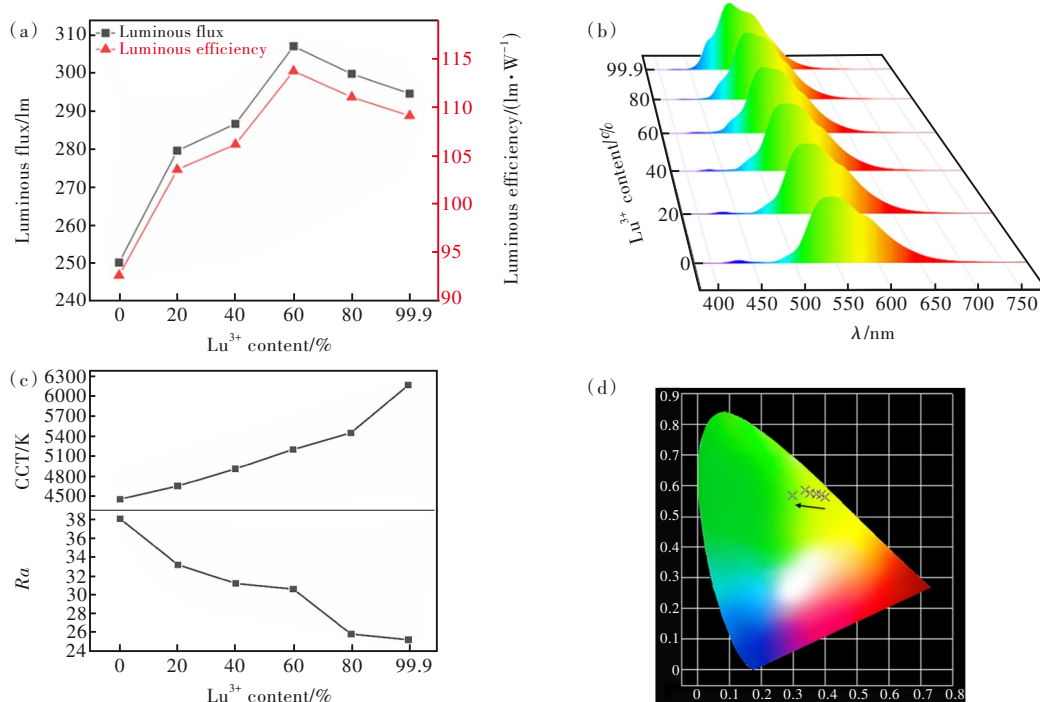 (a)
Luminous flux
Luminous efficiency
310
300
290
280
270
260
250
240
Luminous flux/lm
115
110
105
100
95
90
Luminous efficiency/(lm·W⁻¹)
0 20 40 60 80 99.9
Lu³⁺ content/%
(b)
99.9
80
60
40
20
0
Lu³⁺ content/%
400 450 500 550 600 650 700 750
λ/nm
(c)
6300
6000
5700
5400
4800
4500
CCT/K
38
36
34
32
30
28
26
24
Ra
0 20 40 60 80 99.9
Lu³⁺ content/%
(d)
0.9
0.8
0.7
0.6
0.5
0.4
0.3
0.2
0.1
0
0 0.1 0.2 0.3 0.4 0.5 0.6 0.7 0.8